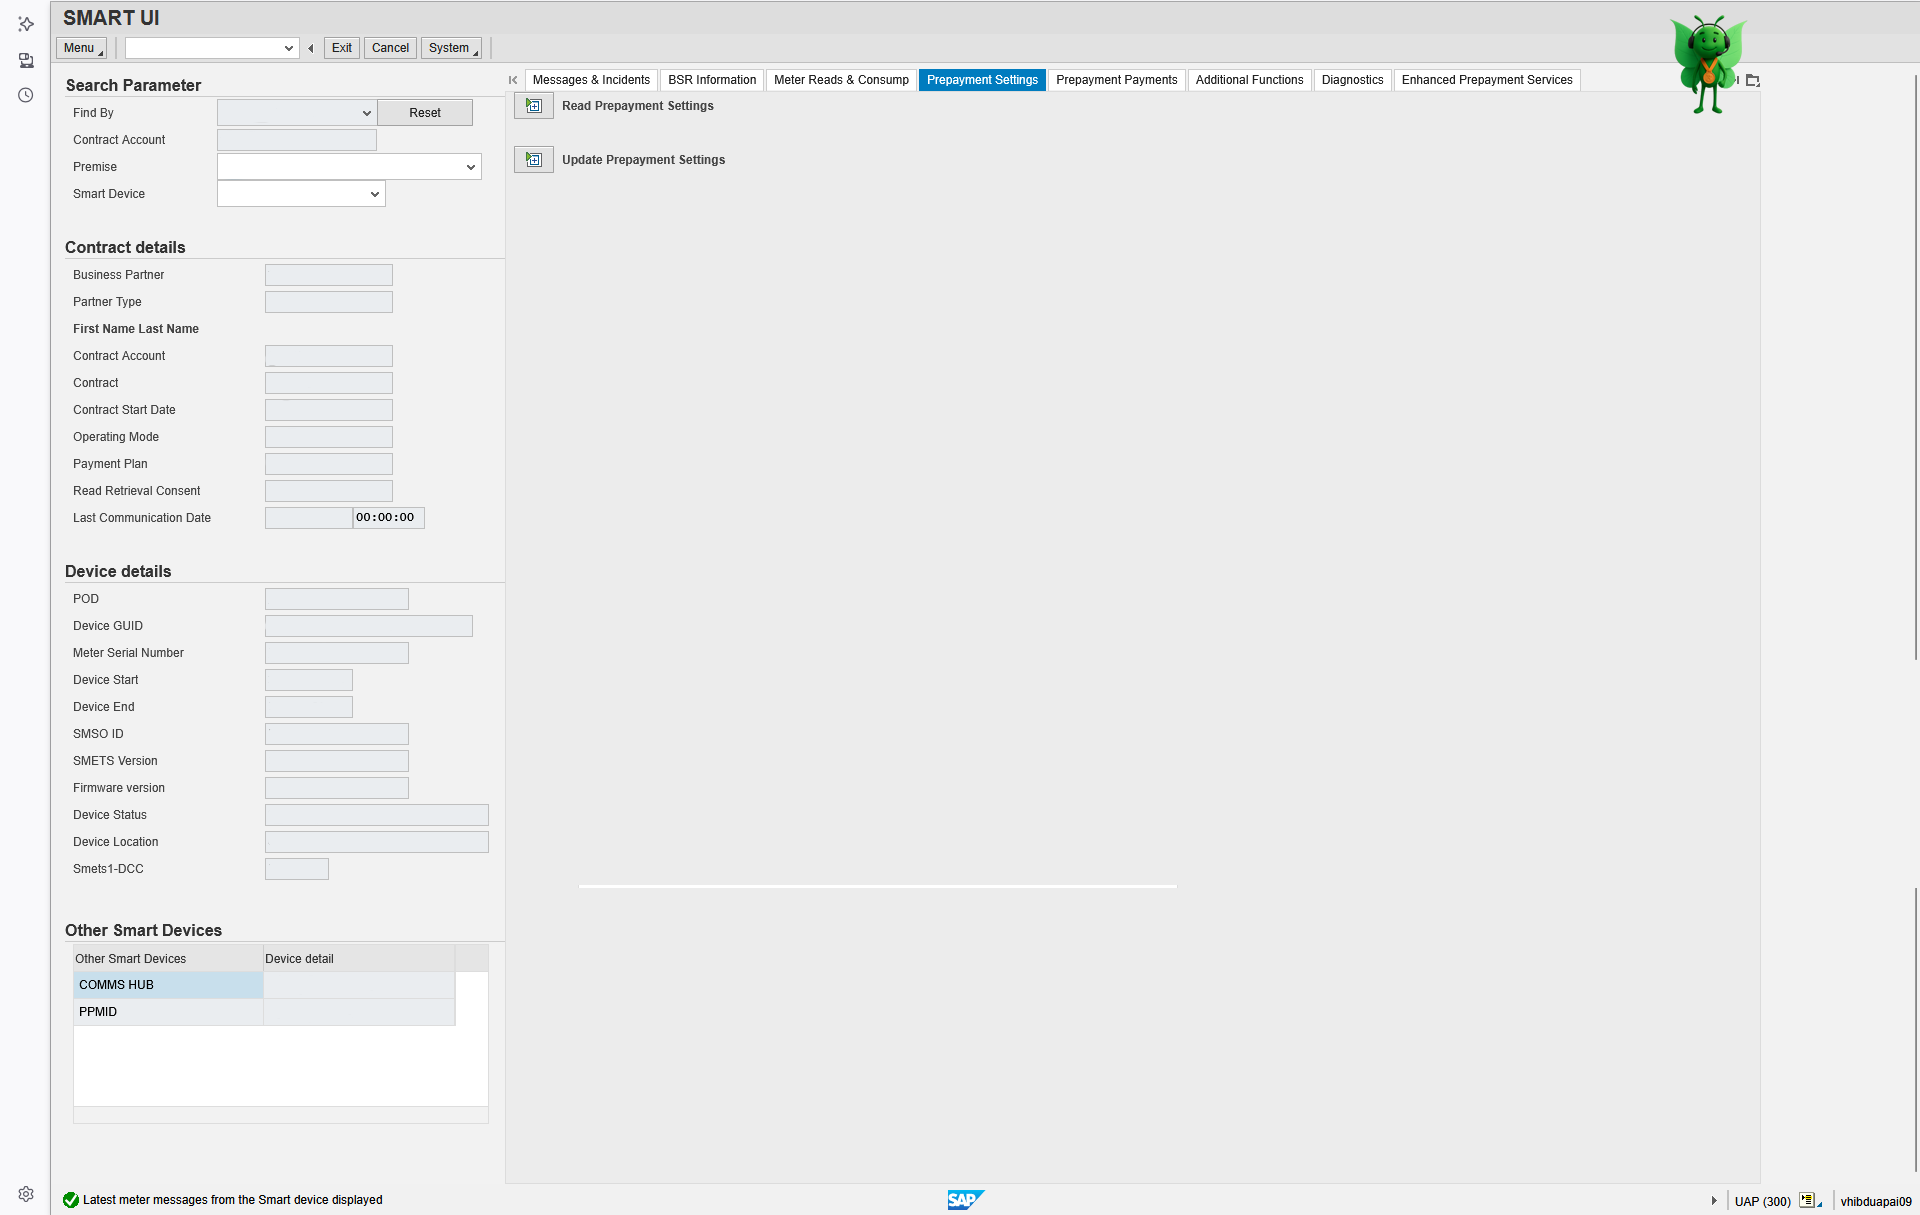 SMART UI
Menu
Exit
Cancel
System
Search Parameter
Find By
Reset
Contract Account
Premise
Smart Device
Contract details
Business Partner
Partner Type
First Name Last Name
Contract Account
Contract
Contract Start Date
Operating Mode
Payment Plan
Read Retrieval Consent
Last Communication Date 00:00:00
Device details
POD
Device GUID
Meter Serial Number
Device Start
Device End
SMSO ID
SMETS Version
Firmware version
Device Status
Device Location
Smets1-DCC
Other Smart Devices
Other Smart Devices Device detail
COMMS HUB
PPMID
Messages & Incidents BSR Information Meter Reads & Consump Prepayment Settings Prepayment Payments Additional Functions Diagnostics Enhanced Prepayment Services
Read Prepayment Settings
Update Prepayment Settings
Latest meter messages from the Smart device displayed
SAP
UAP (300)
vhibduapai09